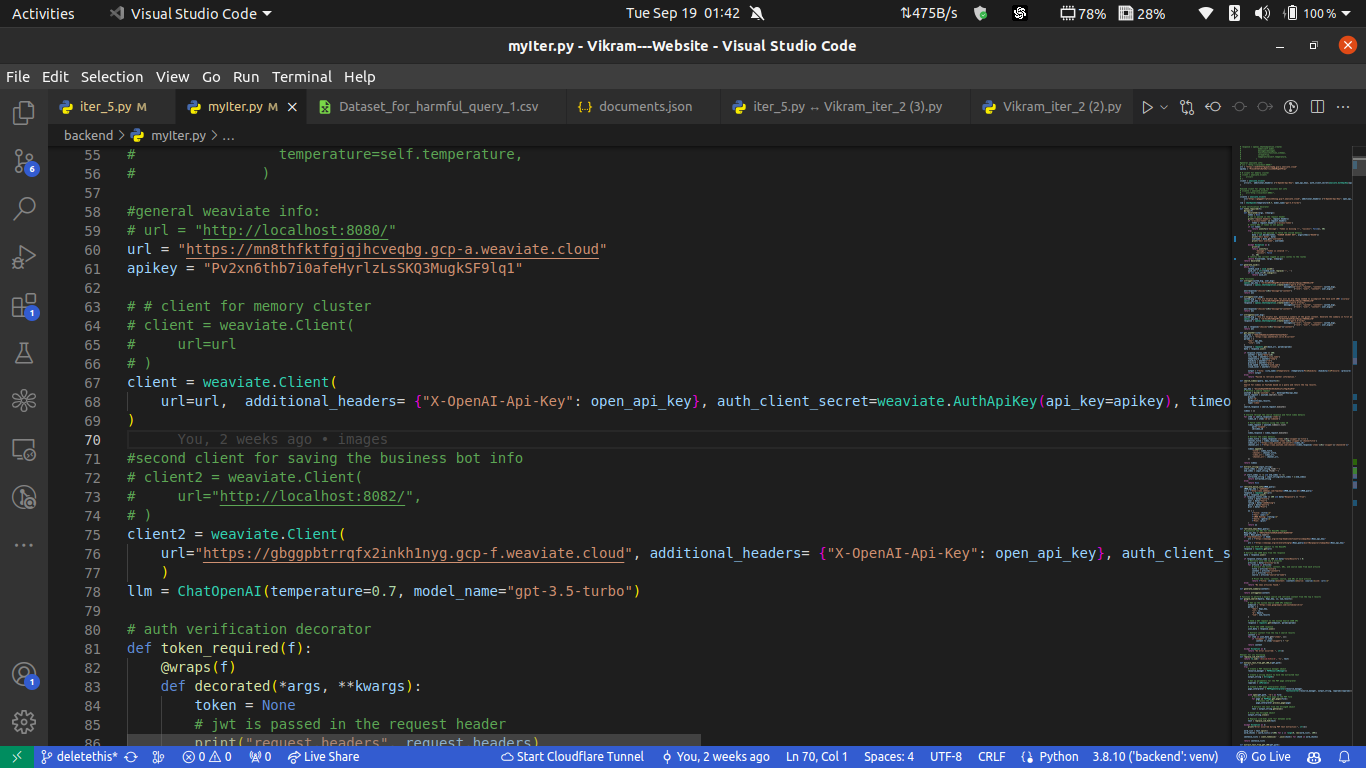 Activities Visual Studio Code Tue Sep 19 01:42 475B/s 78% 28% 100 %
myIter.py - Vikram---Website - Visual Studio Code
File Edit Selection View Go Run Terminal Help
iter_5.py M myIter.py M Dataset_for_harmful_query_1.csv documents.json iter_5.py ↔ Vikram_iter_2 (3).py Vikram_iter_2 (2).py
backend > myIter.py > ...
55 # temperature=self.temperature,
56 # )
57
58 #general weaviate info:
59 # url = "http://localhost:8080/"
60 url = "https://mn8thfktfgjgjhcveqbg.gcp-a.weaviate.cloud"
61 apikey = "Pv2xn6thb7i0afeHyrlzLsSKQ3MugkSF9lq1"
62
63 # # client for memory cluster
64 # client = weaviate.Client(
65 # url=url
66 # )
67 client = weaviate.Client(
68 url=url, additional_headers= {"X-OpenAI-Api-Key": open_api_key}, auth_client_secret=weaviate.AuthApiKey(api_key=apikey), timeo
69 )
70 You, 2 weeks ago • images
71 #second client for saving the business bot info
72 # client2 = weaviate.Client(
73 # url="http://localhost:8082/",
74 # )
75 client2 = weaviate.Client(
76 url="https://gbggpbtrrqfx2inkh1nyg.gcp-f.weaviate.cloud", additional_headers= {"X-OpenAI-Api-Key": open_api_key}, auth_client_s
77 )
78 llm = ChatOpenAI(temperature=0.7, model_name="gpt-3.5-turbo")
79
80 # auth verification decorator
81 def token_required(f):
82 @wraps(f)
83 def decorated(*args, **kwargs):
84 token = None
85 # jwt is passed in the request header
86 print("request headers", request.headers)
6
1
1
deletethis* 0 0 0 Live Share Start Cloudflare Tunnel You, 2 weeks ago Ln 70, Col 1 Spaces: 4 UTF-8 CRLF Python 3.8.10 ('backend': venv) Go Live